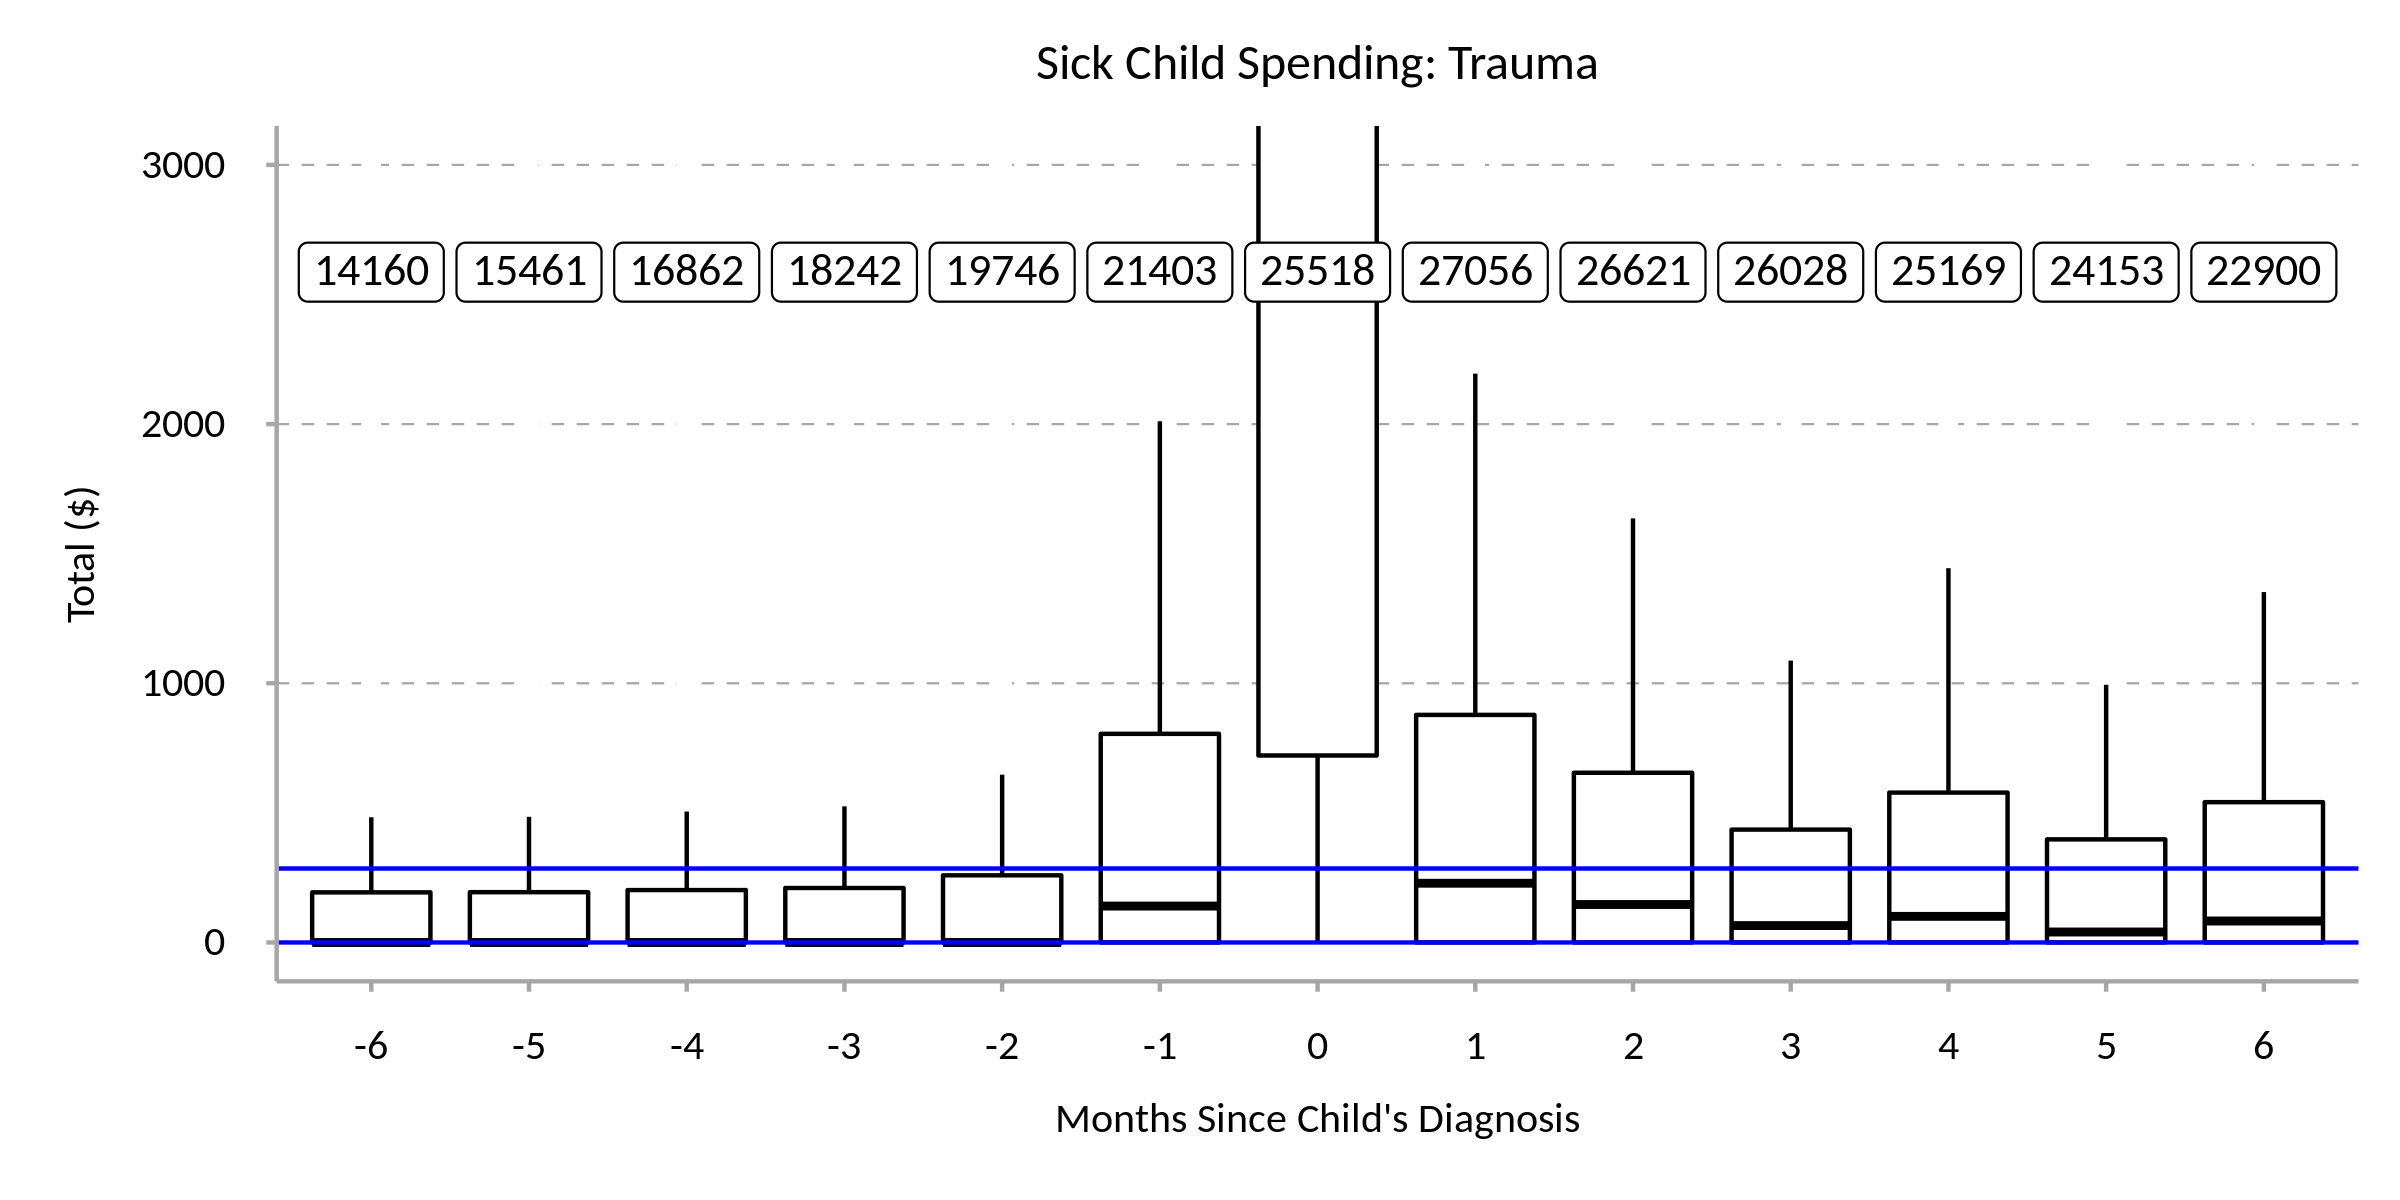 Sick Child Spending: Trauma
3000
14160 15461 16862 18242 19746 21403 25518 27056 26621 26028 25169 24153 22900
2000
Total ($)
1000
0
-6 -5 -4 -3 -2 -1 0 1 2 3 4 5 6
Months Since Child's Diagnosis